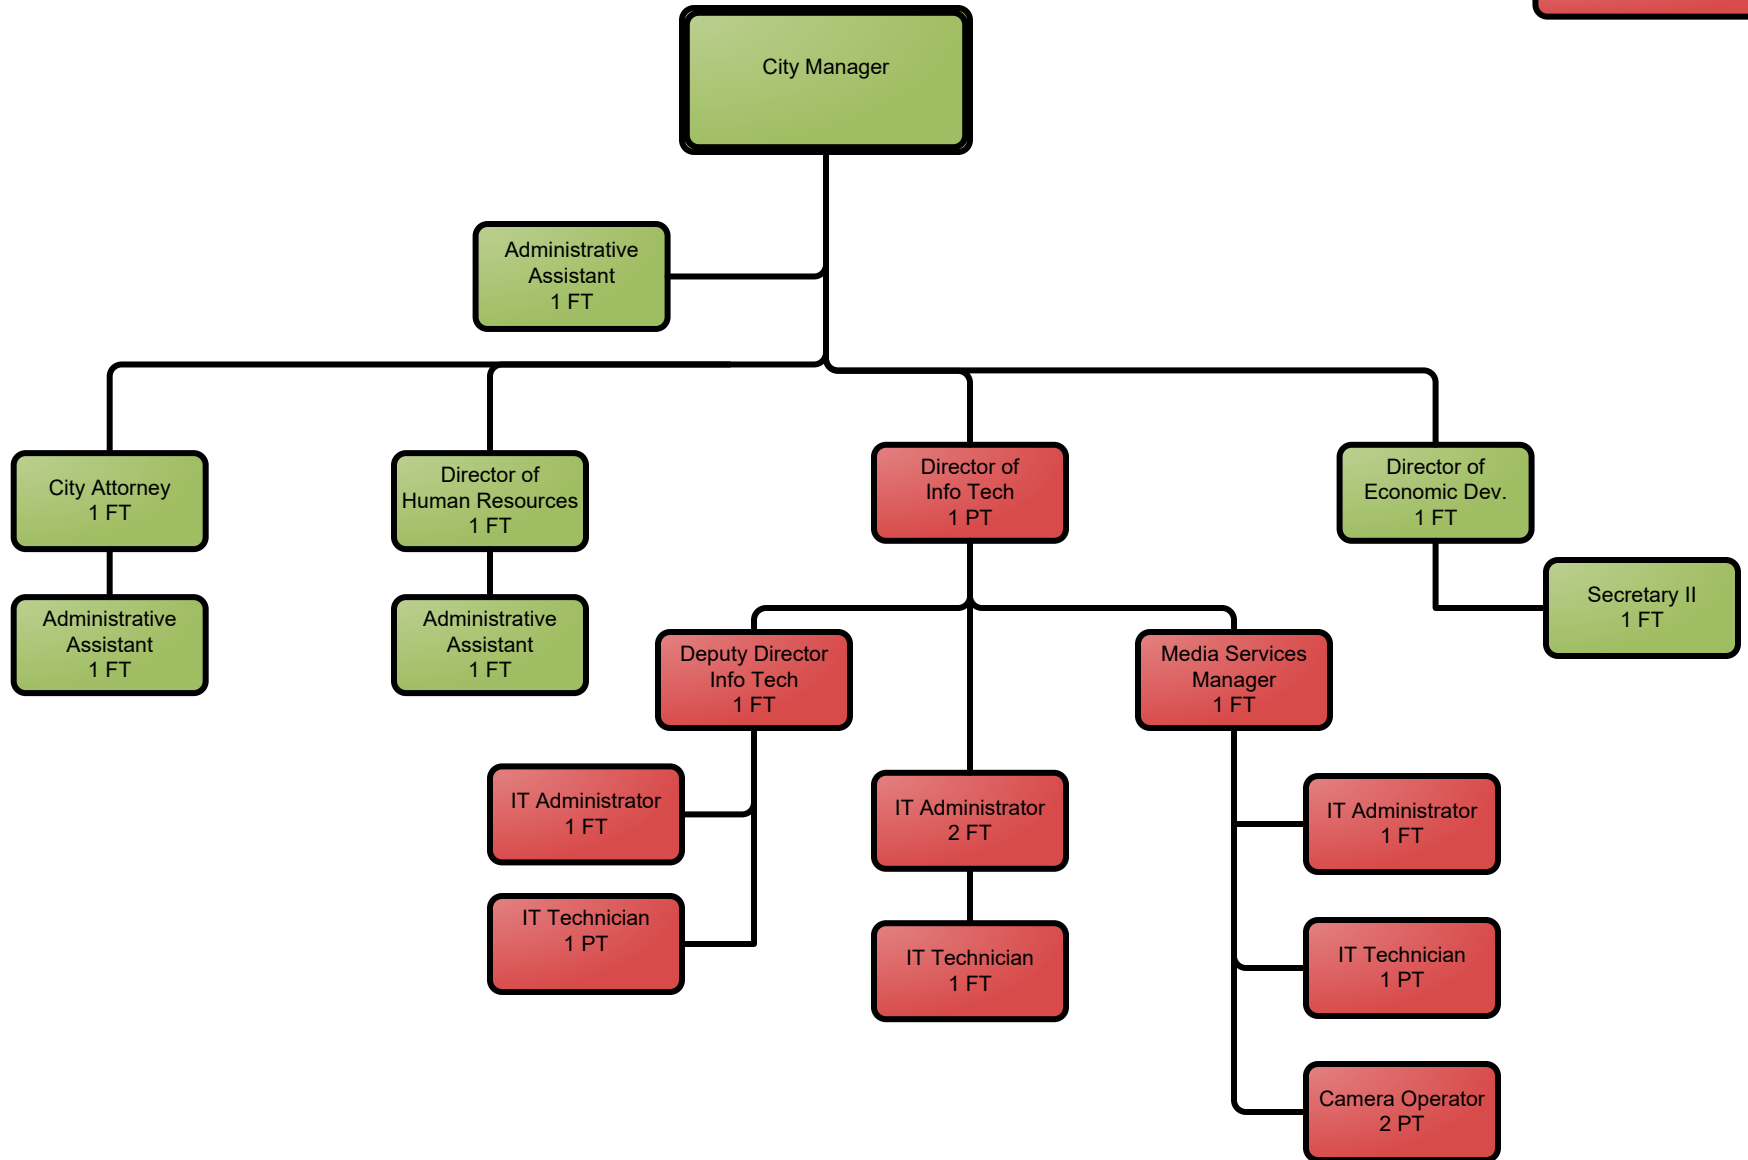 City Manager
Administrative
Assistant
1 FT
City Attorney
1 FT
Director of
Human Resources
1 FT
Director of
Info Tech
1 PT
Director of
Economic Dev.
1 FT
Administrative
Assistant
1 FT
Administrative
Assistant
1 FT
Secretary II
1 FT
Deputy Director
Info Tech
1 FT
Media Services
Manager
1 FT
IT Administrator
1 FT
IT Administrator
2 FT
IT Administrator
1 FT
IT Technician
1 PT
IT Technician
1 FT
IT Technician
1 PT
Camera Operator
2 PT